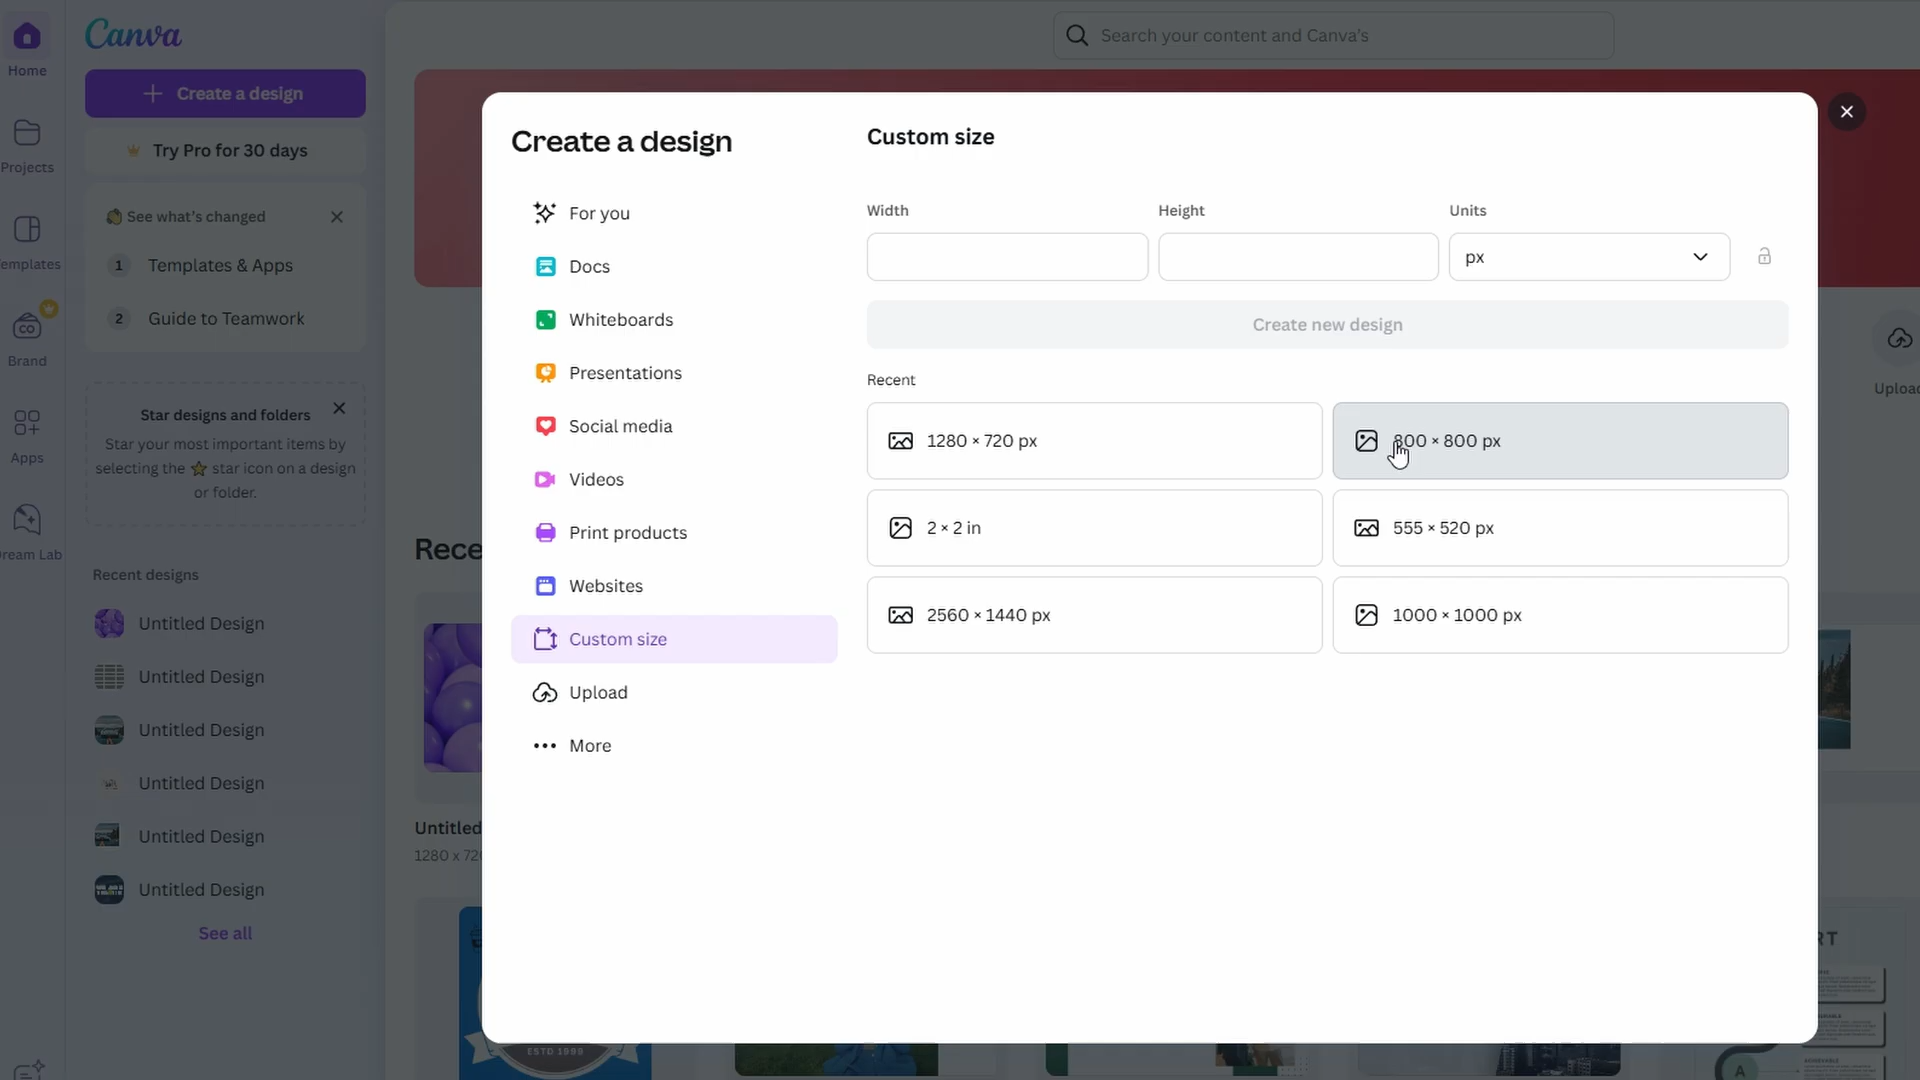 Home
Projects
emplates
Brand
Apps
ream Lab
Canva
Create a design
Try Pro for 30 days
See what's changed
1 Templates & Apps
2 Guide to Teamwork
Star designs and folders
Star your most important items by
selecting the ⭐ star icon on a design
or folder.
Recent designs
Untitled Design
Untitled Design
Untitled Design
Untitled Design
Untitled Design
Untitled Design
See all
Search your content and Canva's
Uploa
Rece
Untitled
1280 x 72
ESTD 1999
RT
A
Create a design
For you
Docs
Whiteboards
Presentations
Social media
Videos
Print products
Websites
Custom size
Upload
More
Custom size
Width Height Units
px
Create new design
Recent
1280 × 720 px 800 × 800 px
2 × 2 in 555 × 520 px
2560 × 1440 px 1000 × 1000 px